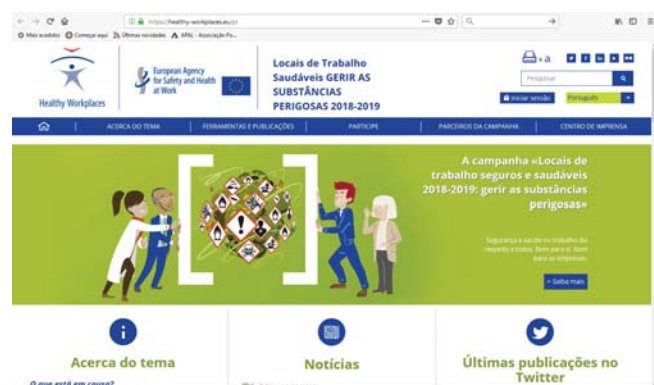 https://healthy-workplaces.eu/pt
Mais acedidos Começar aqui Últimas novidades APAL - Associação Po...
Healthy Workplaces
European Agency
for Safety and Health
at Work
Locais de Trabalho
Saudáveis GERIR AS
SUBSTÂNCIAS
PERIGOSAS 2018-2019
Pesquisar
Iniciar sessão
Português
ACERCA DO TEMA
FERRAMENTAS E PUBLICAÇÕES
PARTICIPE
PARCEIROS DA CAMPANHA
CENTRO DE IMPRENSA
A campanha «Locais de
trabalho seguros e saudáveis
2018-2019: gerir as substâncias
perigosas»
Segurança e saúde no trabalho diz
respeito a todos. Bom para si. Bom
para as empresas.
+ Saiba mais
Acerca do tema
O que está em causa?
Notícias
Últimas publicações no
Twitter